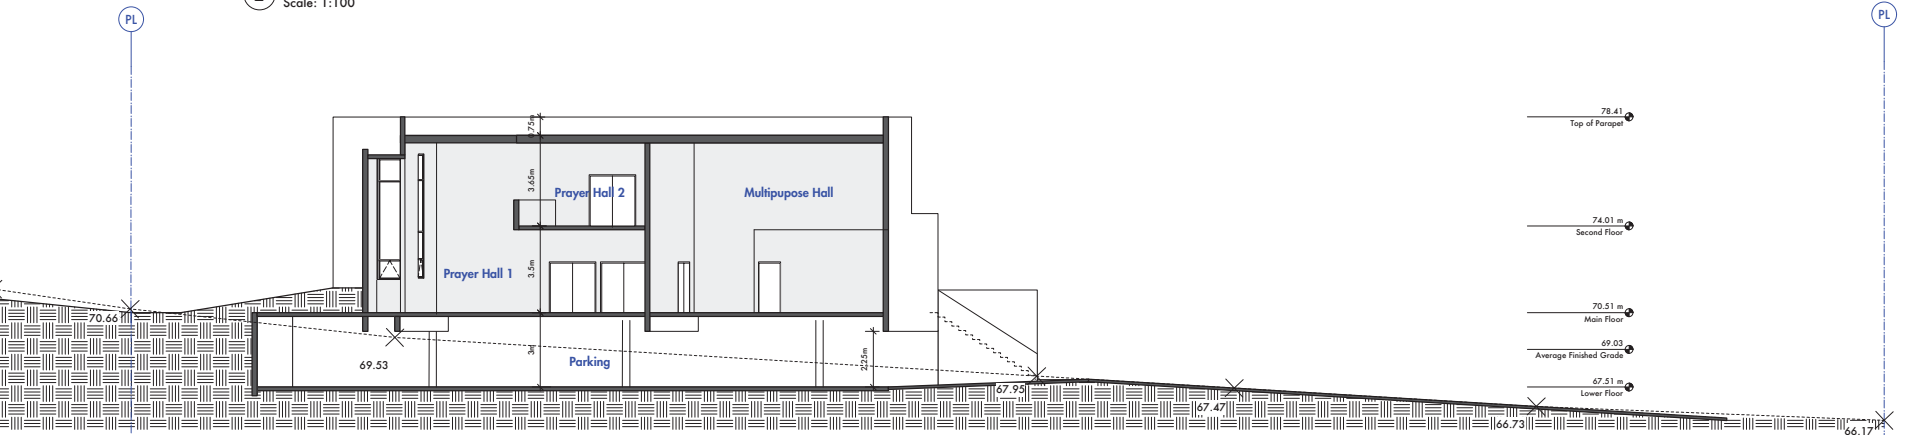 Scale: 1:100
PL
PL
78.41
Top of Parapet
0.75m
3.65m
Prayer Hall 2
Multipupose Hall
74.01 m
Second Floor
Prayer Hall 1
3.5m
70.66
70.51 m
Main Floor
69.03
Average Finished Grade
69.53
3m
Parking
2.25m
67.51 m
Lower Floor
67.95
67.47
66.73
66.17